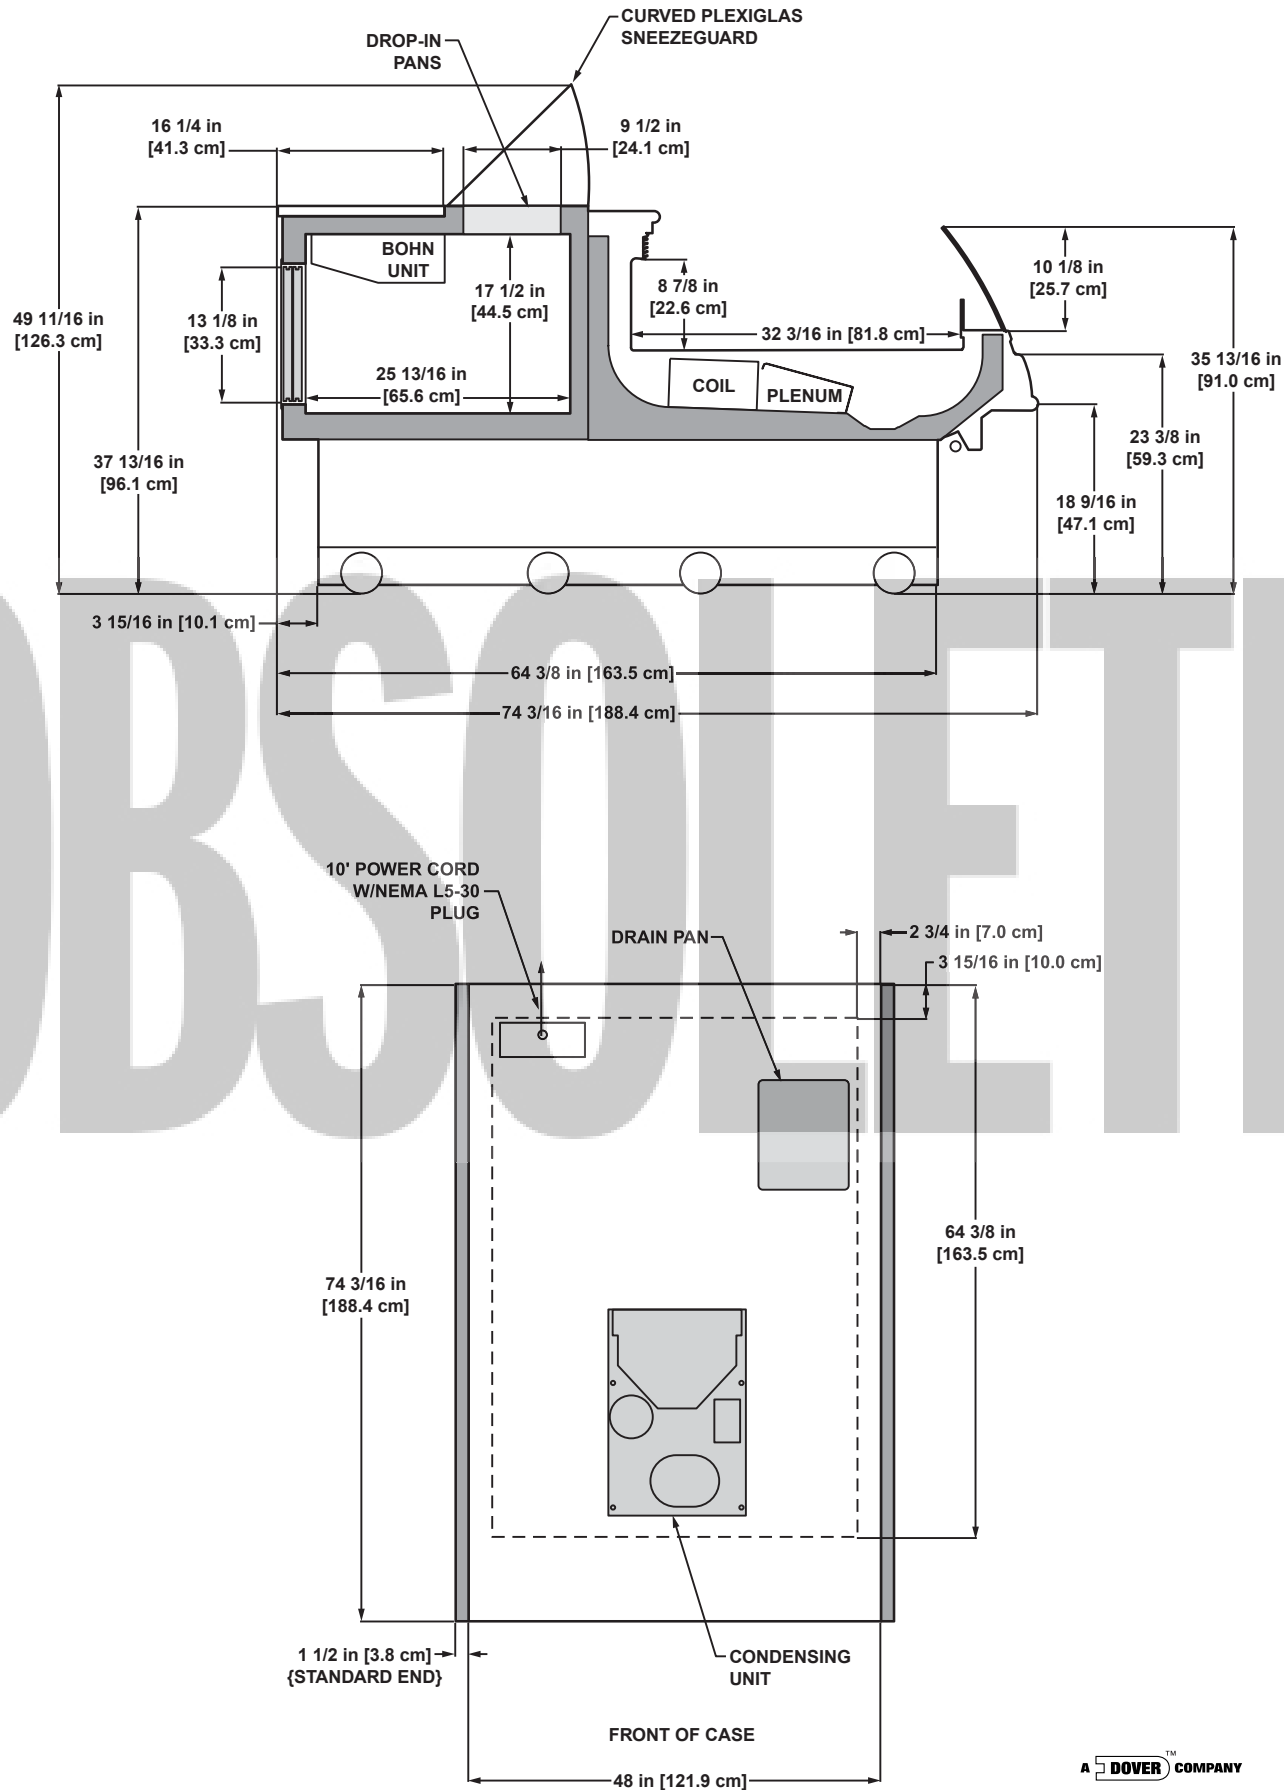 CURVED PLEXIGLAS
SNEEZEGUARD
DROP-IN
PANS
16 1/4 in
[41.3 cm]
9 1/2 in
[24.1 cm]
BOHN
UNIT
10 1/8 in
[25.7 cm]
8 7/8 in
[22.6 cm]
17 1/2 in
[44.5 cm]
49 11/16 in
[126.3 cm]
13 1/8 in
[33.3 cm]
32 3/16 in [81.8 cm]
35 13/16 in
[91.0 cm]
25 13/16 in
[65.6 cm]
COIL
PLENUM
23 3/8 in
[59.3 cm]
37 13/16 in
[96.1 cm]
18 9/16 in
[47.1 cm]
3 15/16 in [10.1 cm]
64 3/8 in [163.5 cm]
74 3/16 in [188.4 cm]
OBSOLETE
10' POWER CORD
W/NEMA L5-30
PLUG
DRAIN PAN
2 3/4 in [7.0 cm]
3 15/16 in [10.0 cm]
64 3/8 in
[163.5 cm]
74 3/16 in
[188.4 cm]
1 1/2 in [3.8 cm]
{STANDARD END}
CONDENSING
UNIT
FRONT OF CASE
48 in [121.9 cm]
A DOVER™ COMPANY